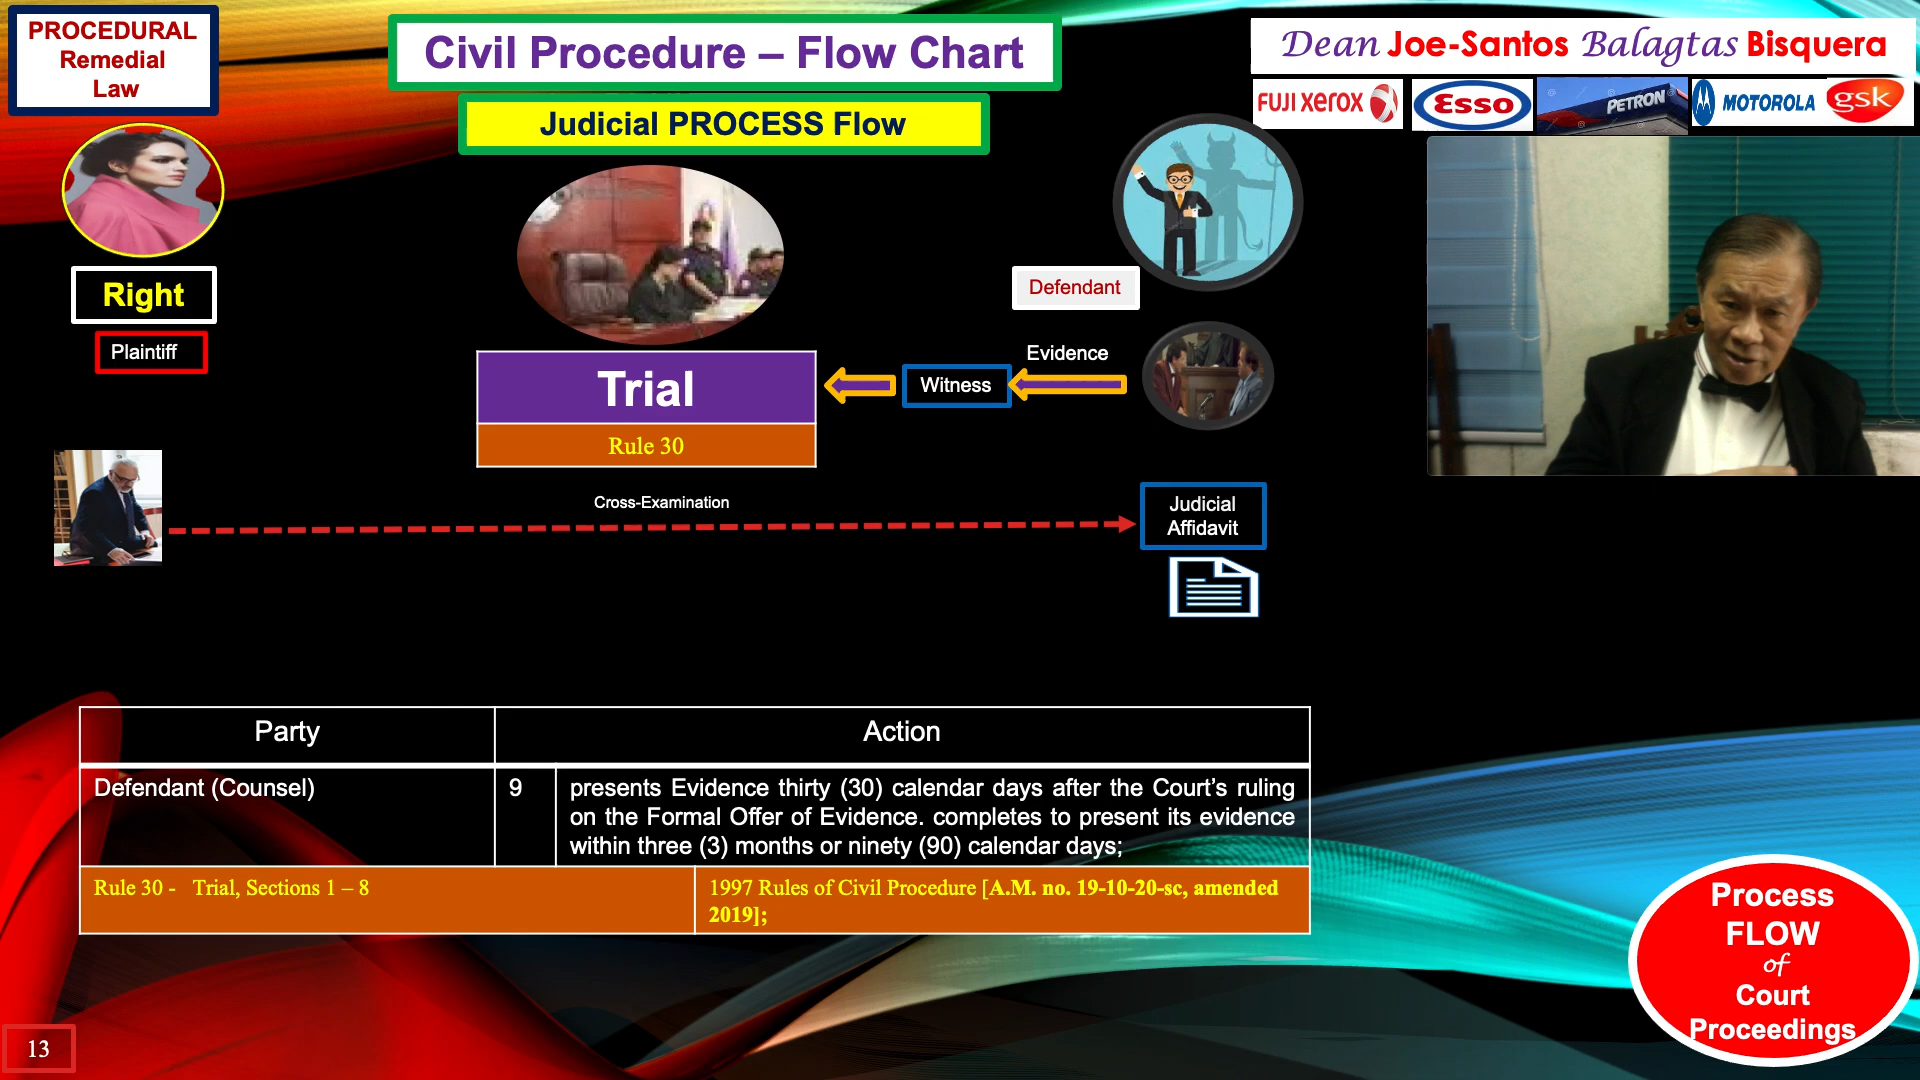 PROCEDURAL
Remedial
Law
Civil Procedure – Flow Chart
Judicial PROCESS Flow
Dean Joe-Santos Balagtas Bisquera
FUJI XEROX
Esso
PETRON
MOTOROLA
gsk
Right
Plaintiff
Defendant
Evidence
Witness
Trial
Rule 30
Cross-Examination
Judicial
Affidavit
Party
Action
Defendant (Counsel)
9
presents Evidence thirty (30) calendar days after the Court’s ruling
on the Formal Offer of Evidence. completes to present its evidence
within three (3) months or ninety (90) calendar days;
Rule 30 - Trial, Sections 1 – 8
1997 Rules of Civil Procedure [A.M. no. 19-10-20-sc, amended
2019];
Process
FLOW
of
Court
Proceedings
13